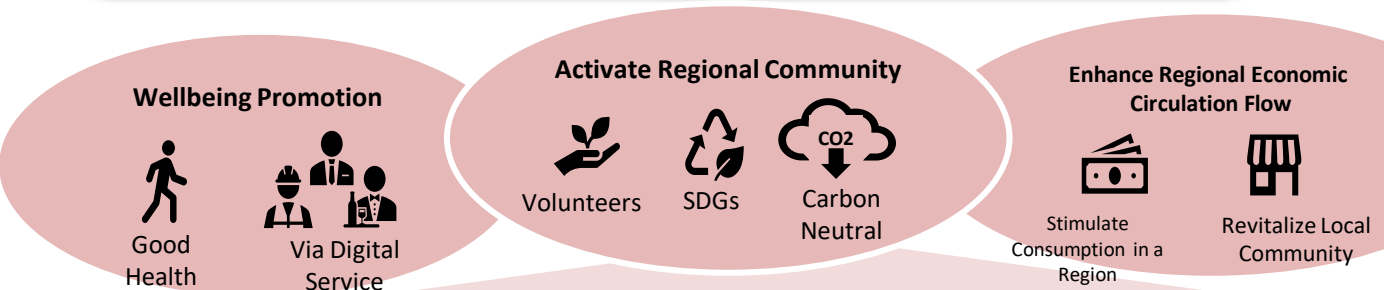 Wellbeing Promotion
Good
Health
Via Digital
Service
Activate Regional Community
Volunteers
SDGs
CO2
Carbon
Neutral
Enhance Regional Economic
Circulation Flow
Stimulate
Consumption in a
Region
Revitalize Local
Community